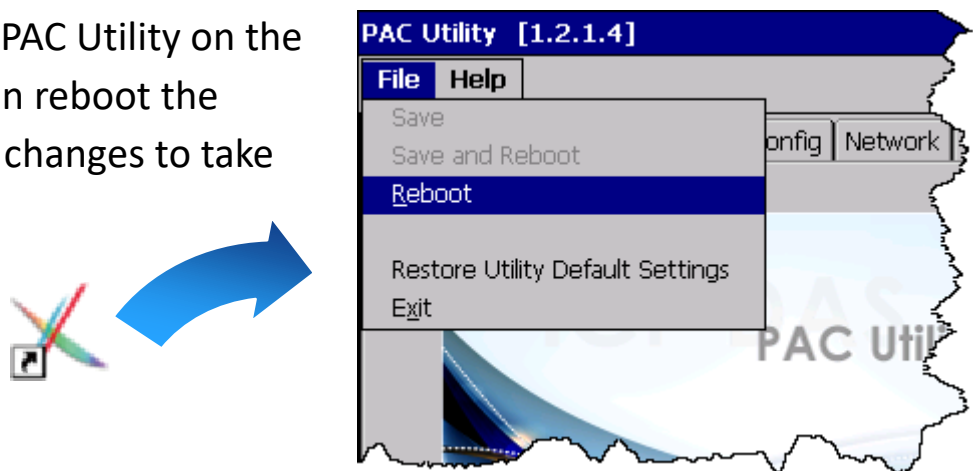 PAC Utility on the
n reboot the
changes to take
PAC Utility [1.2.1.4]
File Help
Save
Save and Reboot
Reboot
Restore Utility Default Settings
Exit
onfig Network
PAC Util